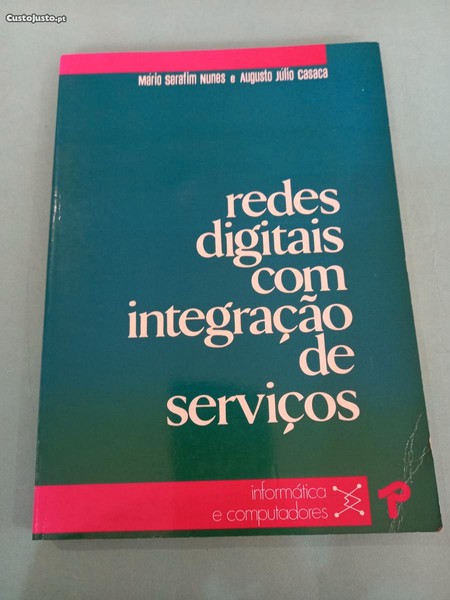 CustoJusto.pt
Mário Serafim Nunes e Augusto Júlio Casaca
redes
digitais
com
integração
de
serviços
informática
e computadores
P